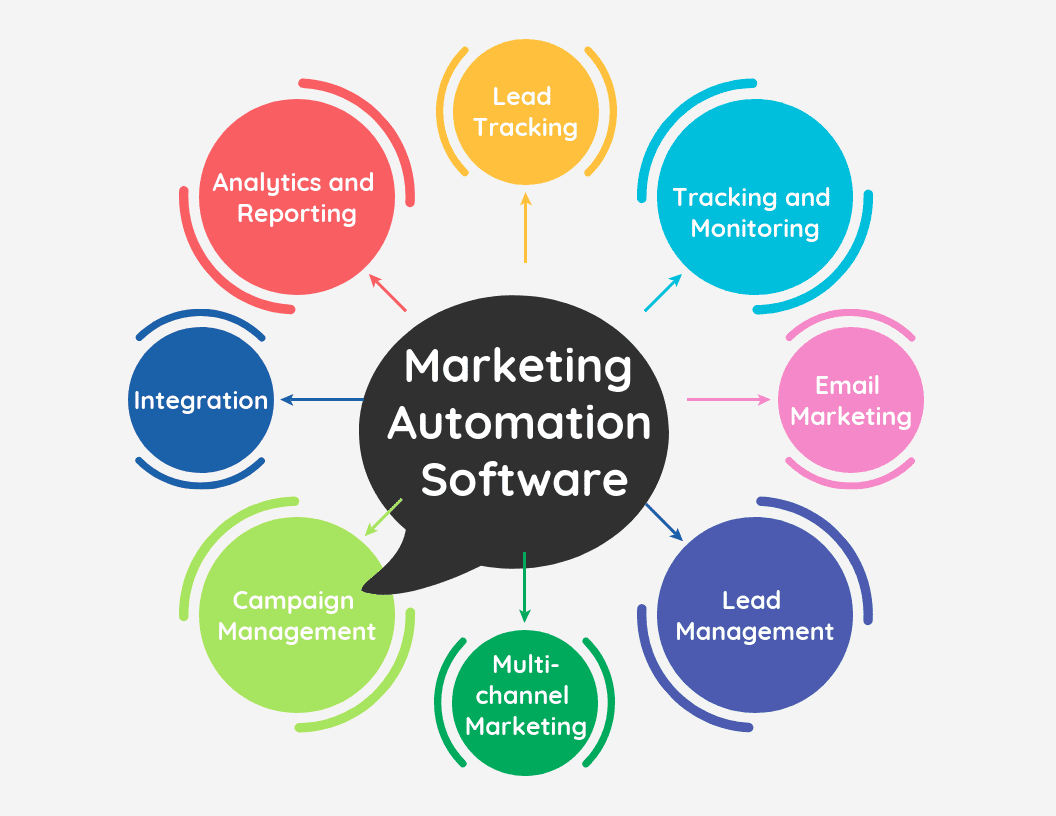 Lead
Tracking
Analytics and
Reporting
Tracking and
Monitoring
Marketing
Automation
Software
Integration
Email
Marketing
Campaign
Management
Lead
Management
Multi-
channel
Marketing